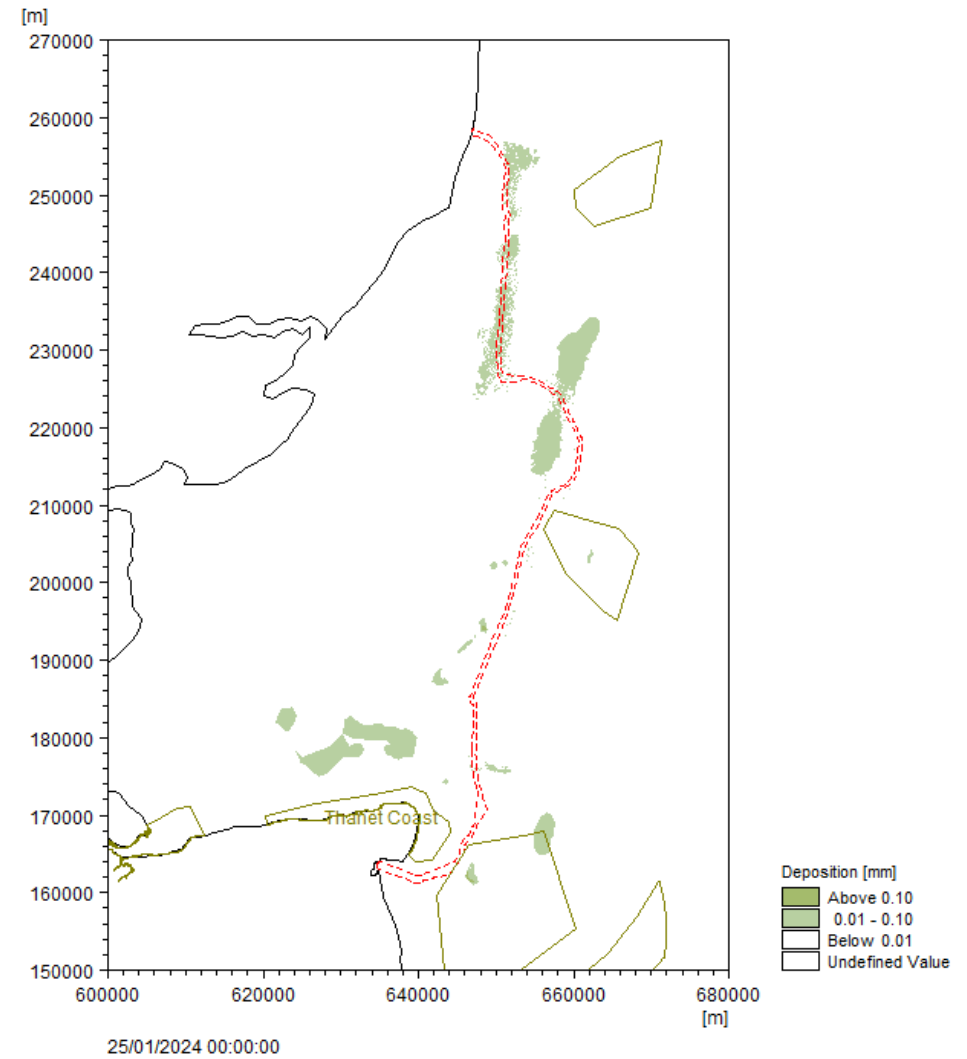 [m]
270000
260000
250000
240000
230000
220000
210000
200000
190000
180000
170000
160000
150000
Thanet Coast
600000 620000 640000 660000 680000
[m]
25/01/2024 00:00:00
Deposition [mm]
Above 0.10
0.01 - 0.10
Below 0.01
Undefined Value